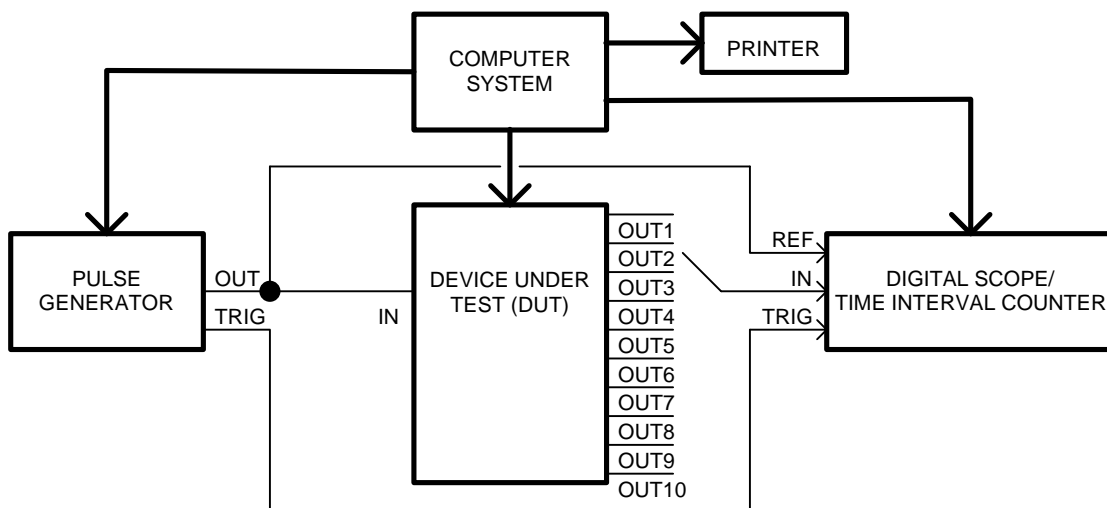 COMPUTER
SYSTEM
PRINTER
PULSE
GENERATOR
OUT
TRIG
IN
DEVICE UNDER
TEST (DUT)
OUT1
OUT2
OUT3
OUT4
OUT5
OUT6
OUT7
OUT8
OUT9
OUT10
REF
IN
TRIG
DIGITAL SCOPE/
TIME INTERVAL COUNTER